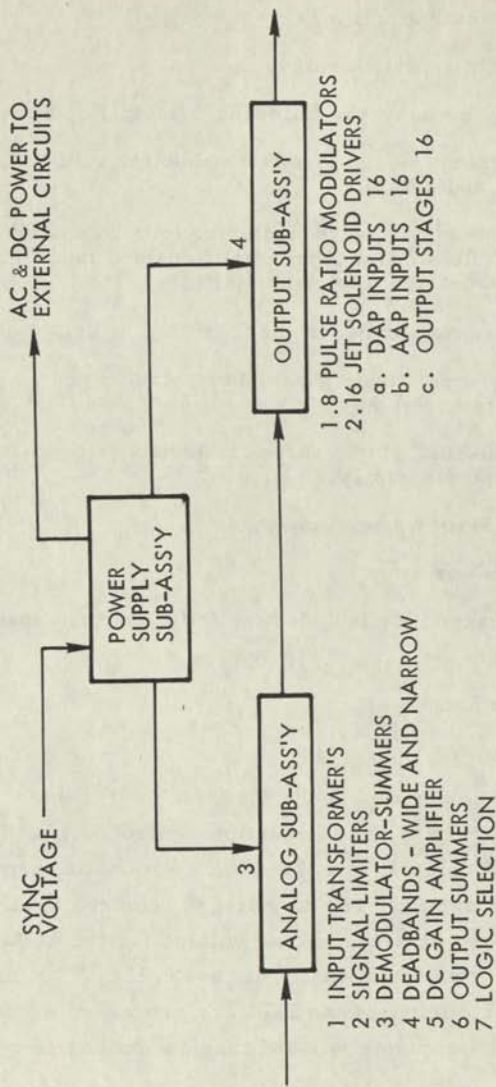 SYNC
VOLTAGE
AC & DC POWER TO
EXTERNAL CIRCUITS
POWER
SUPPLY
SUB-ASS'Y
3
4
ANALOG SUB-ASS'Y
OUTPUT SUB-ASS'Y
1 INPUT TRANSFORMER'S
2 SIGNAL LIMITERS
3 DEMODULATOR-SUMMERS
4 DEADBANDS - WIDE AND NARROW
5 DC GAIN AMPLIFIER
6 OUTPUT SUMMERS
7 LOGIC SELECTION
1.8 PULSE RATIO MODULATORS
2.16 JET SOLENOID DRIVERS
a. DAP INPUTS 16
b. AAP INPUTS 16
c. OUTPUT STAGES 16